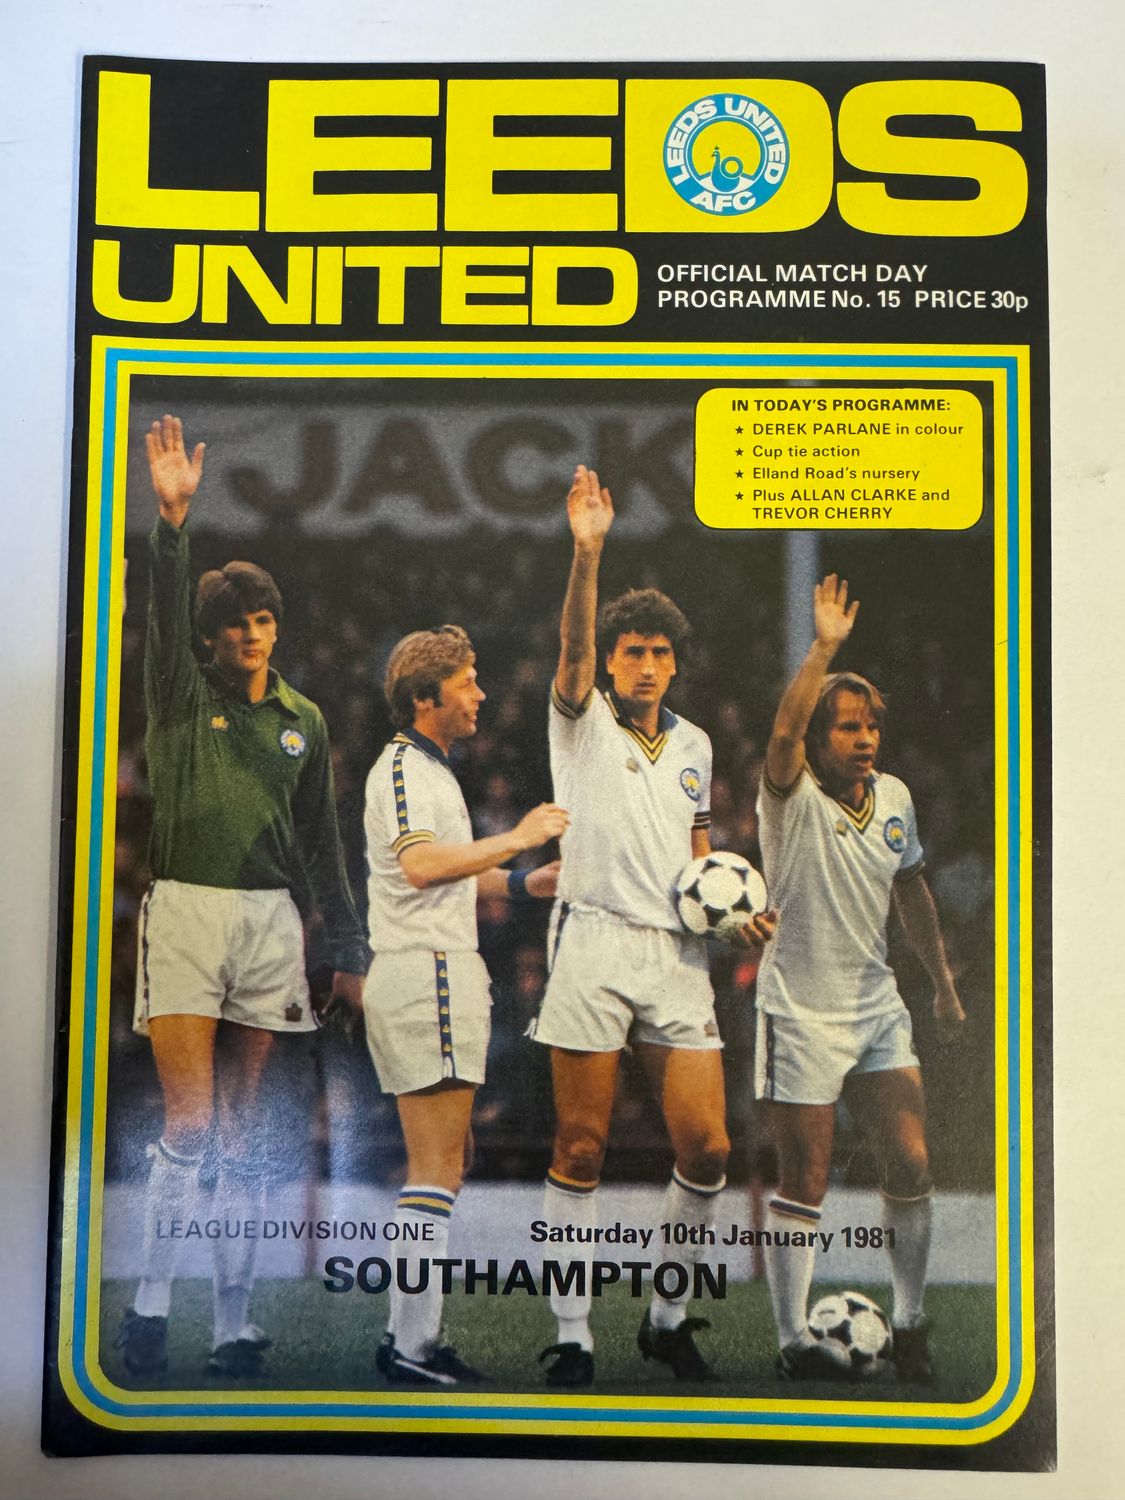 LEEDS
LEEDS UNITED
AFC
UNITED
OFFICIAL MATCH DAY
PROGRAMME No. 15 PRICE 30p
IN TODAY'S PROGRAMME:
★ DEREK PARLANE in colour
★ Cup tie action
★ Elland Road's nursery
★ Plus ALLAN CLARKE and
TREVOR CHERRY
JACK
LEAGUE DIVISION ONE
Saturday 10th January 1981
SOUTHAMPTON